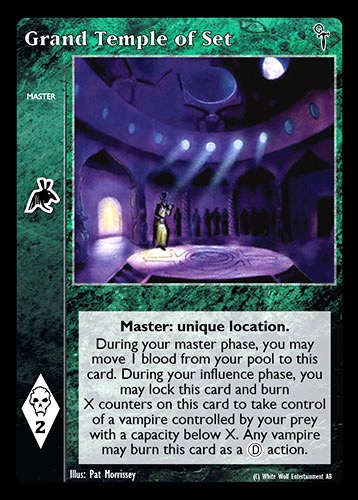 Grand Temple of Set
MASTER
Master: unique location.
During your master phase, you may
move 1 blood from your pool to this
card. During your influence phase, you
may lock this card and burn
X counters on this card to take control
of a vampire controlled by your prey
with a capacity below X. Any vampire
may burn this card as a Ⓓ action.
2
Illus: Pat Morrissey
(C) White Wolf Entertainment AB